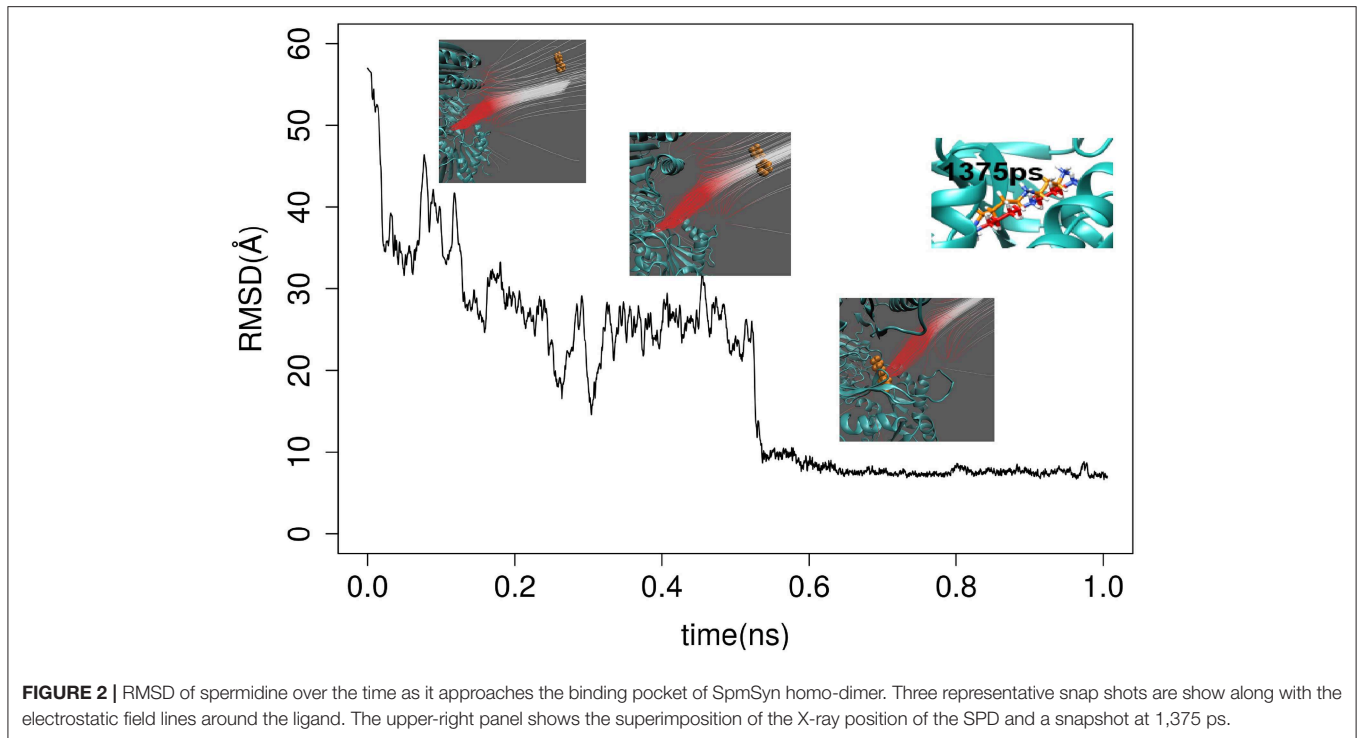 60
50
40
30
20
10
0
RMSD(Å)
1375ps
0.0 0.2 0.4 0.6 0.8 1.0
time(ns)
FIGURE 2 | RMSD of spermidine over the time as it approaches the binding pocket of SpmSyn homo-dimer. Three representative snap shots are show along with the
electrostatic field lines around the ligand. The upper-right panel shows the superimposition of the X-ray position of the SPD and a snapshot at 1,375 ps.